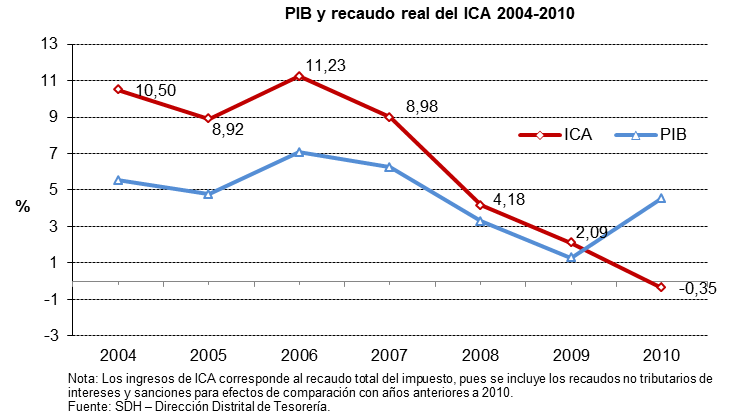 PIB y recaudo real del ICA 2004-2010
13
11
9
7
5
3
1
-1
-3
%
10,50
8,92
11,23
8,98
4,18
2,09
-0,35
ICA
PIB
2004 2005 2006 2007 2008 2009 2010
Nota: Los ingresos de ICA corresponde al recaudo total del impuesto, pues se incluye los recaudos no tributarios de
intereses y sanciones para efectos de comparación con años anteriores a 2010.
Fuente: SDH – Dirección Distrital de Tesorería.